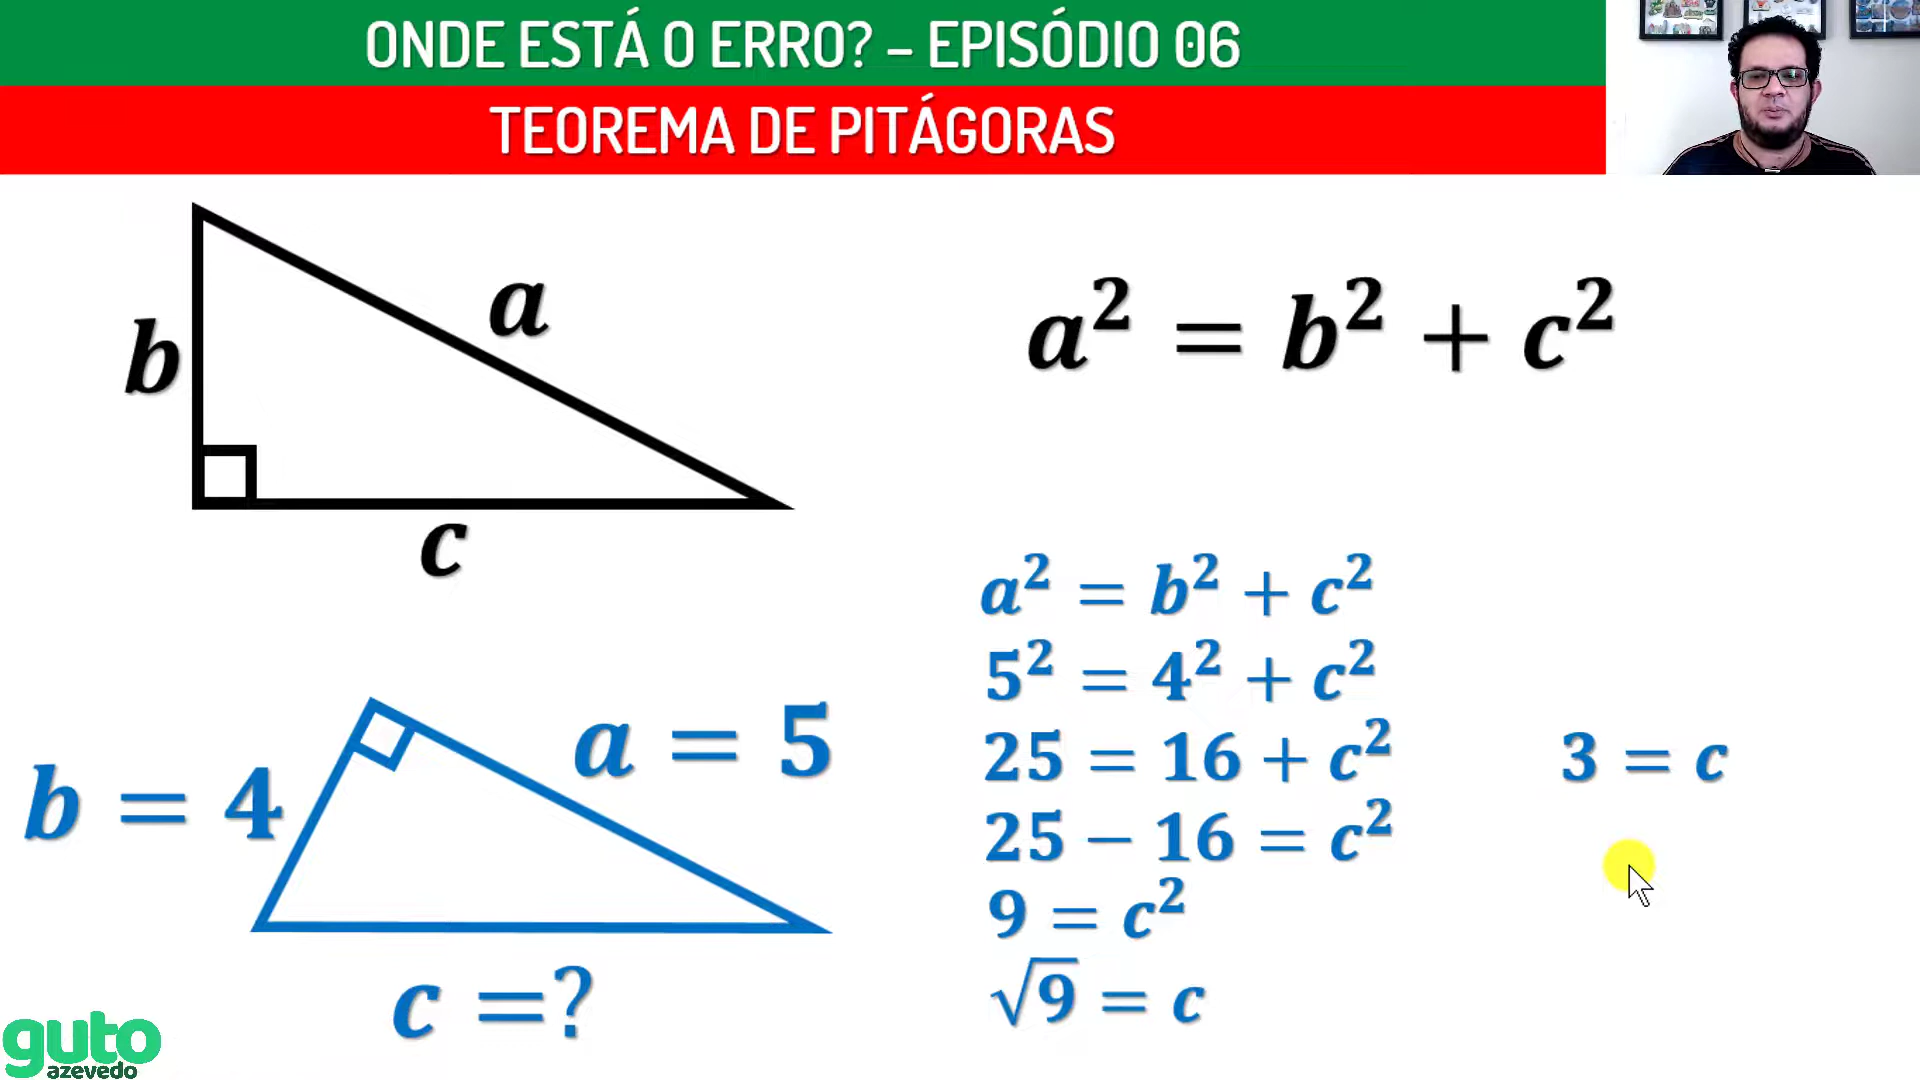 ONDE ESTÁ O ERRO? – EPISÓDIO 06
TEOREMA DE PITÁGORAS
b
a
c
a² = b² + c²
b = 4
a = 5
c =?
a² = b² + c²
5² = 4² + c²
25 = 16 + c²
25 − 16 = c²
9 = c²
√9 = c
3 = c
guto
azevedo